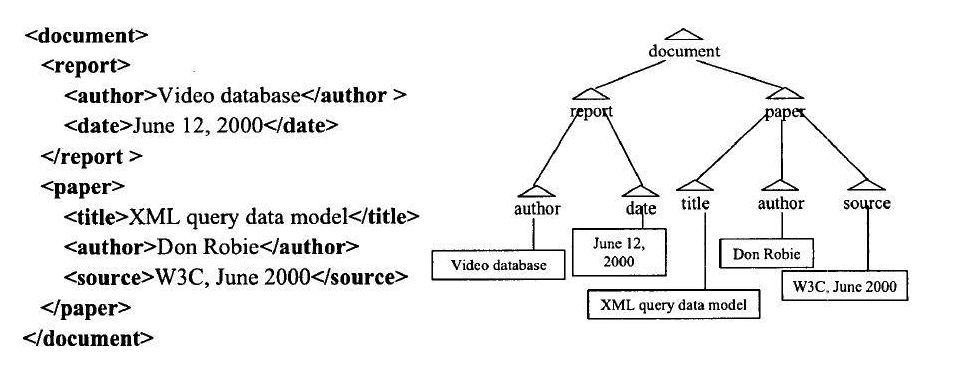 <document>
<report>
<author>Video database</author >
<date>June 12, 2000</date>
</report >
<paper>
<title>XML query data model</title>
<author>Don Robie</author>
<source>W3C, June 2000</source>
</paper>
</document>
document
report
paper
author
date
title
author
source
Video database
June 12,
2000
XML query data model
Don Robie
W3C, June 2000